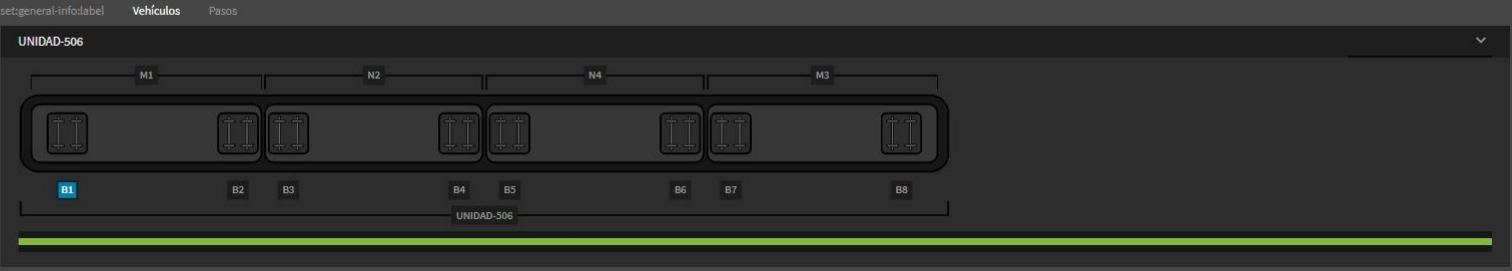 set:general-info:label Vehículos Pasos
UNIDAD-506
M1 N2 N4 M3
B1 B2 B3 B4 B5 B6 B7 B8
UNIDAD-506